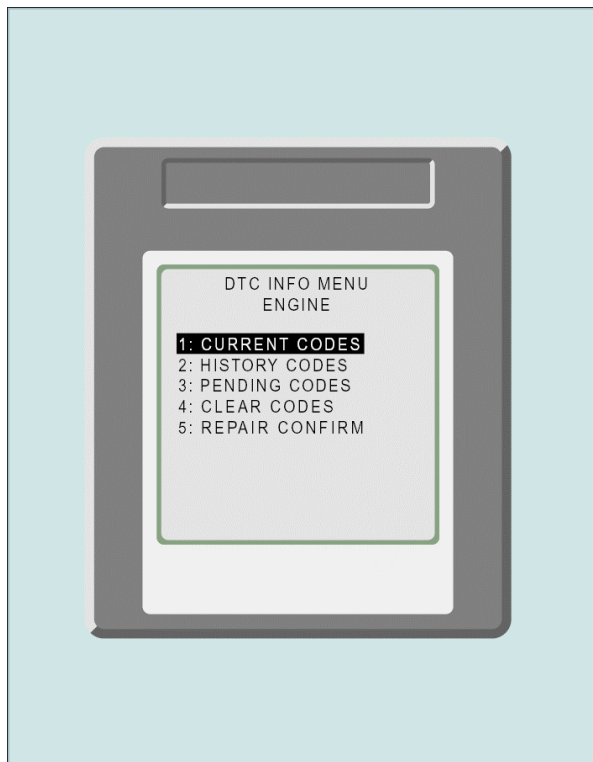 DTC INFO MENU
ENGINE
1: CURRENT CODES
2: HISTORY CODES
3: PENDING CODES
4: CLEAR CODES
5: REPAIR CONFIRM